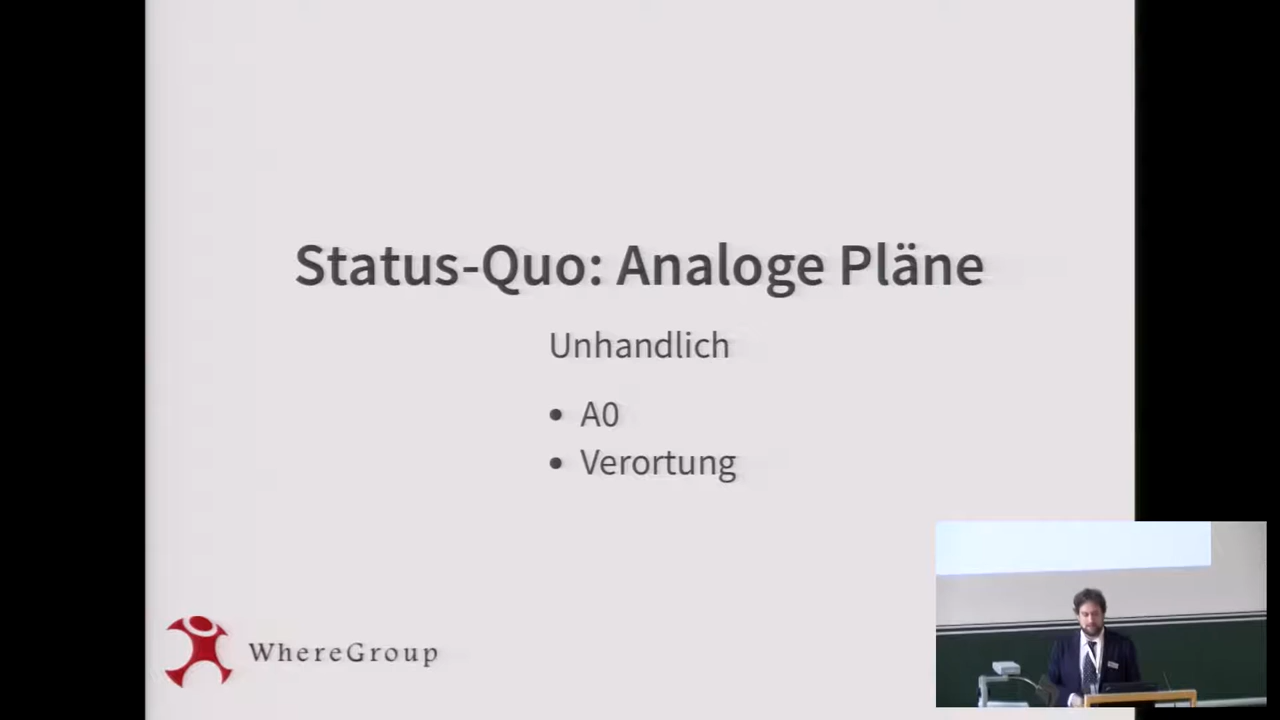 Status-Quo: Analoge Pläne
Unhandlich
• A0
• Verortung
WhereGroup